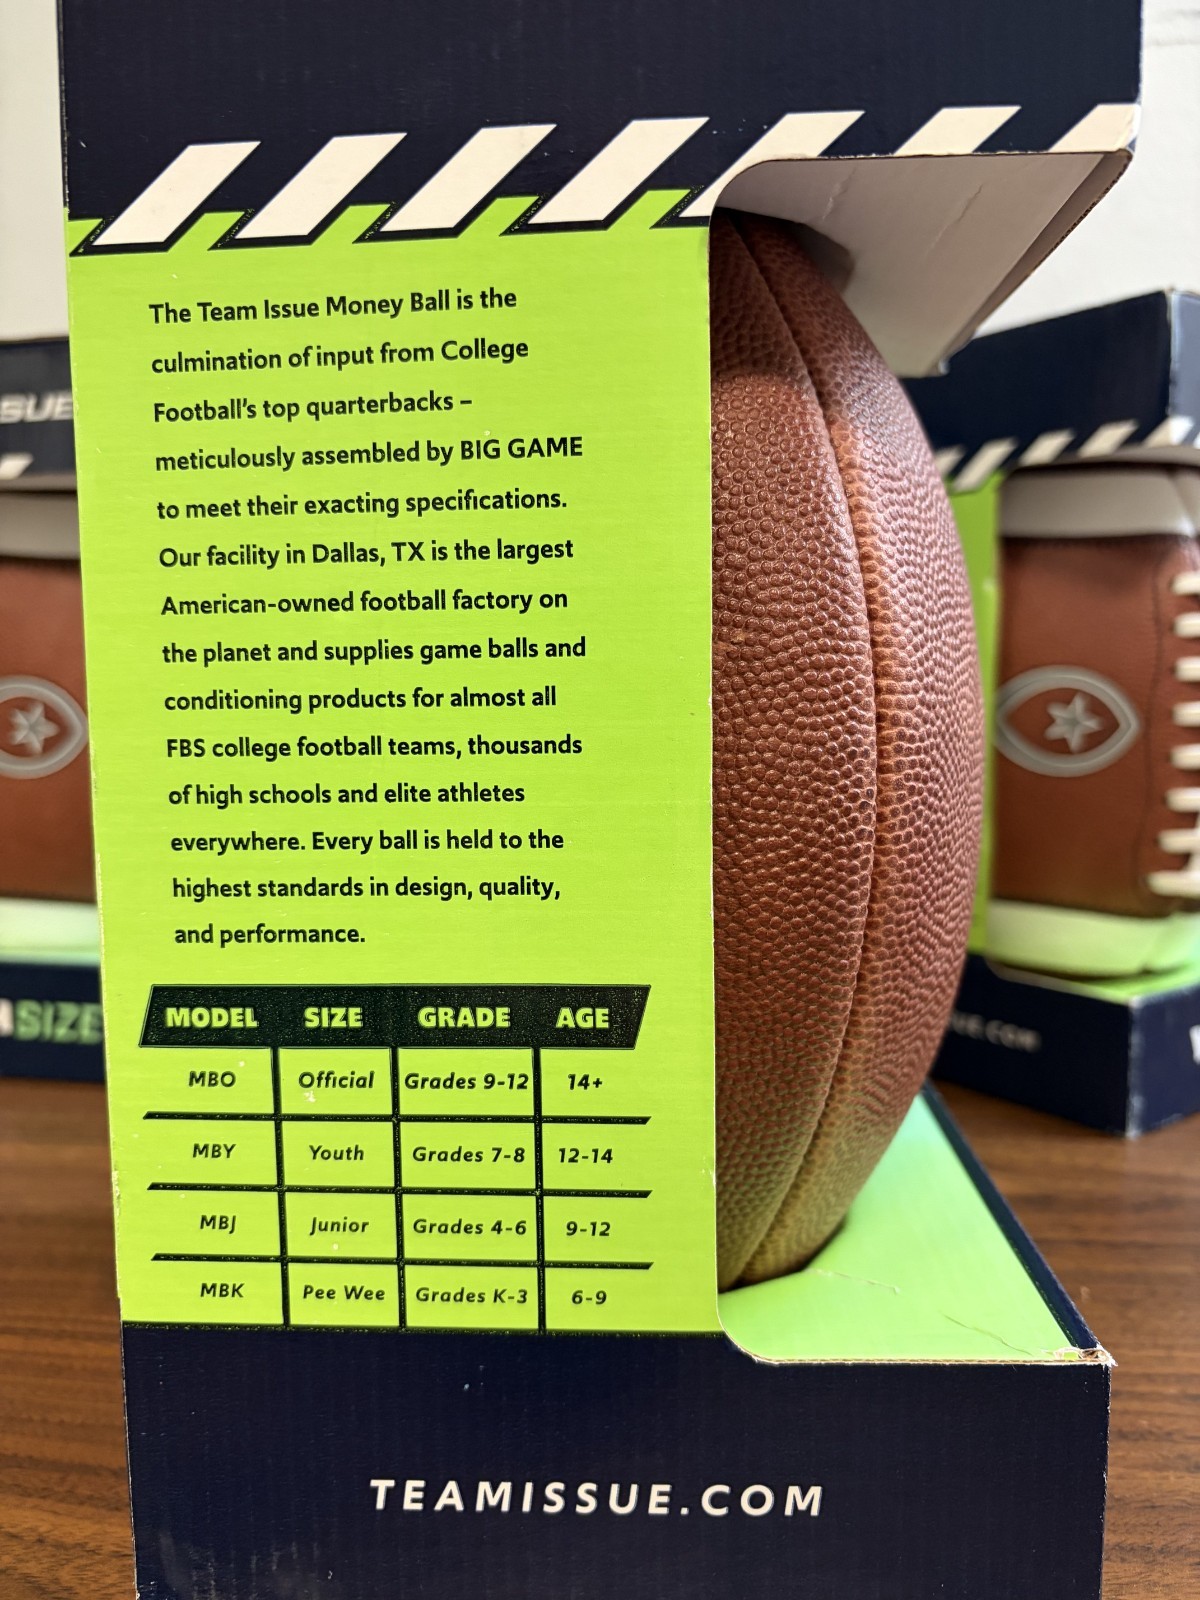 The Team Issue Money Ball is the
culmination of input from College
Football's top quarterbacks –
meticulously assembled by BIG GAME
to meet their exacting specifications.
Our facility in Dallas, TX is the largest
American-owned football factory on
the planet and supplies game balls and
conditioning products for almost all
FBS college football teams, thousands
of high schools and elite athletes
everywhere. Every ball is held to the
highest standards in design, quality,
and performance.
MODEL SIZE GRADE AGE
MBO Official Grades 9-12 14+
MBY Youth Grades 7-8 12-14
MBJ Junior Grades 4-6 9-12
MBK Pee Wee Grades K-3 6-9
TEAMISSUE.COM
SUE
SIZE
UE.COM